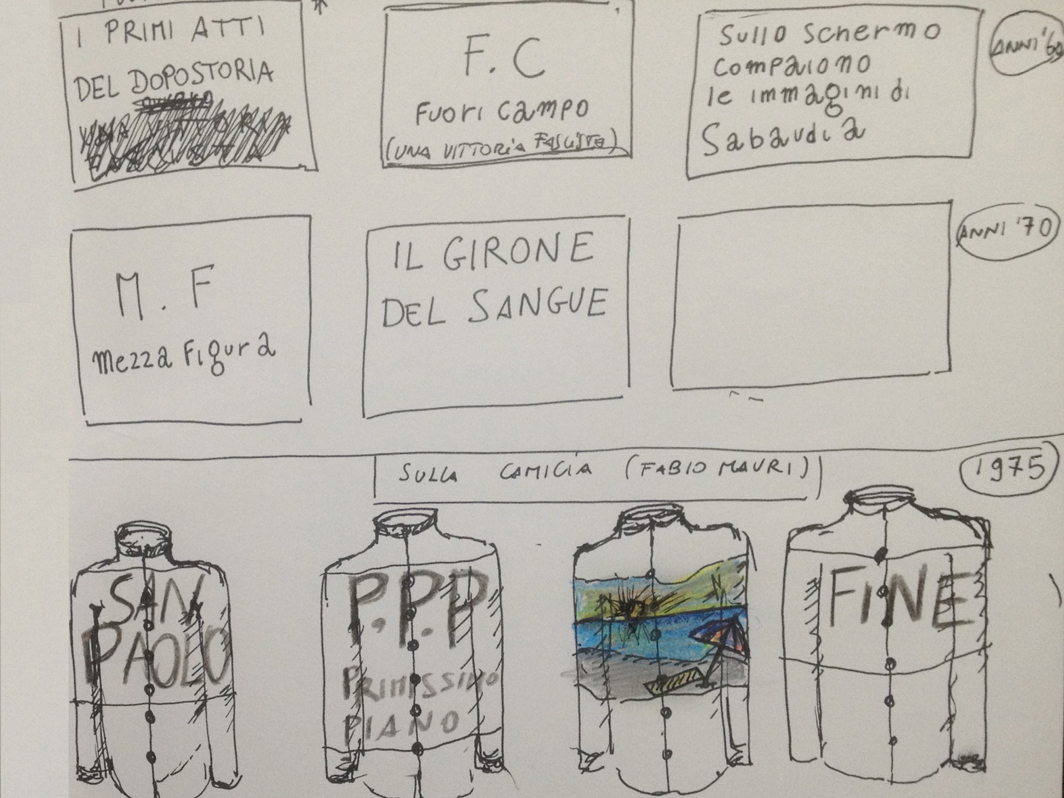 I PRIMI ATTI
DEL DOPOSTORIA
*
F.C
FUORI CAMPO
(UNA VITTORIA FASCISTA)
Sullo schermo
compaiono
le immagini di
Sabaudia
ANNI '60
M.F
mezza Figura
IL GIRONE
DEL SANGUE
ANNI '70
SULLA CAMICIA (FABIO MAURI)
1975
SAN
PAOLO
P.P.P
PRIMISSIMO
PIANO
FINE